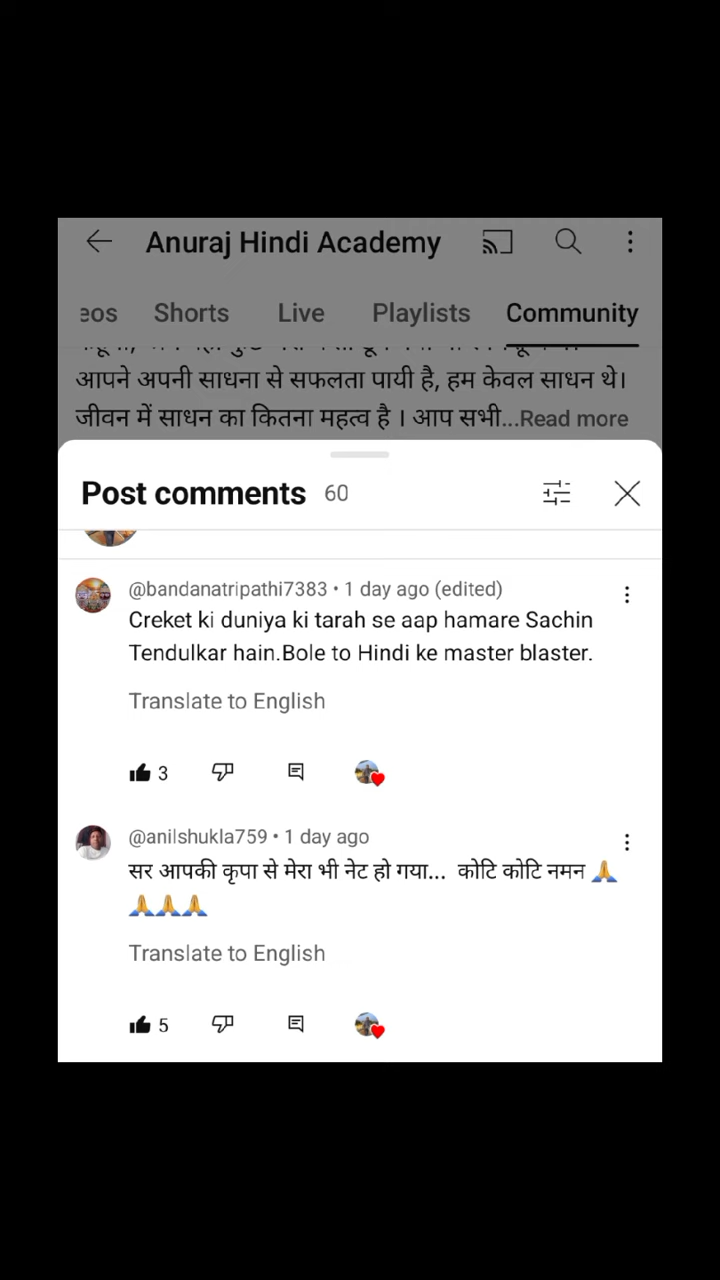 Anuraj Hindi Academy
eos Shorts Live Playlists Community
आपने अपनी साधना से सफलता पायी है, हम केवल साधन थे।
जीवन में साधन का कितना महत्व है । आप सभी...Read more
Post comments 60
@bandanatripathi7383 • 1 day ago (edited)
Creket ki duniya ki tarah se aap hamare Sachin
Tendulkar hain.Bole to Hindi ke master blaster.
Translate to English
3
@anilshukla759 • 1 day ago
सर आपकी कृपा से मेरा भी नेट हो गया... कोटि कोटि नमन 🙏
🙏🙏🙏
Translate to English
5